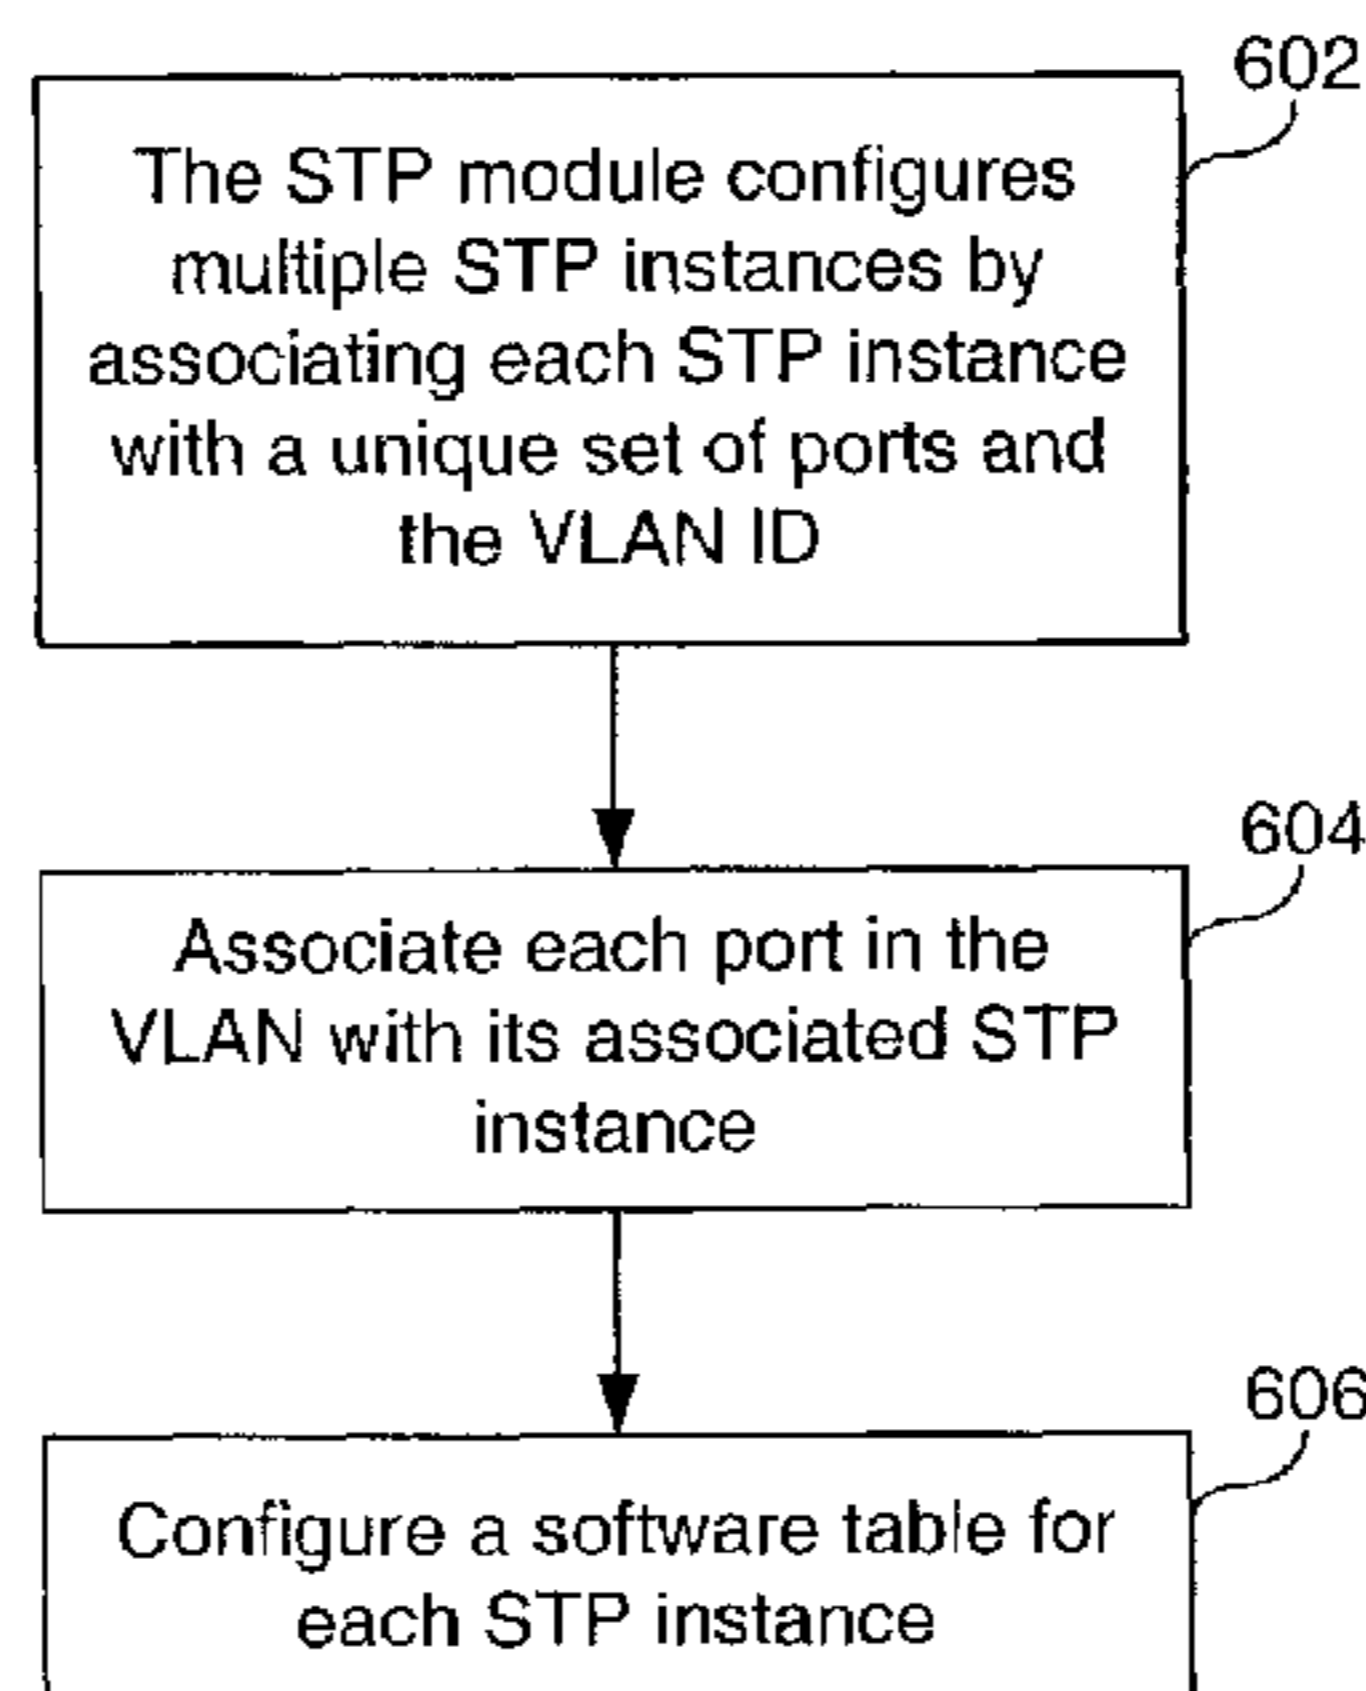 602
The STP module configures
multiple STP instances by
associating each STP instance
with a unique set of ports and
the VLAN ID
604
Associate each port in the
VLAN with its associated STP
instance
606
Configure a software table for
each STP instance